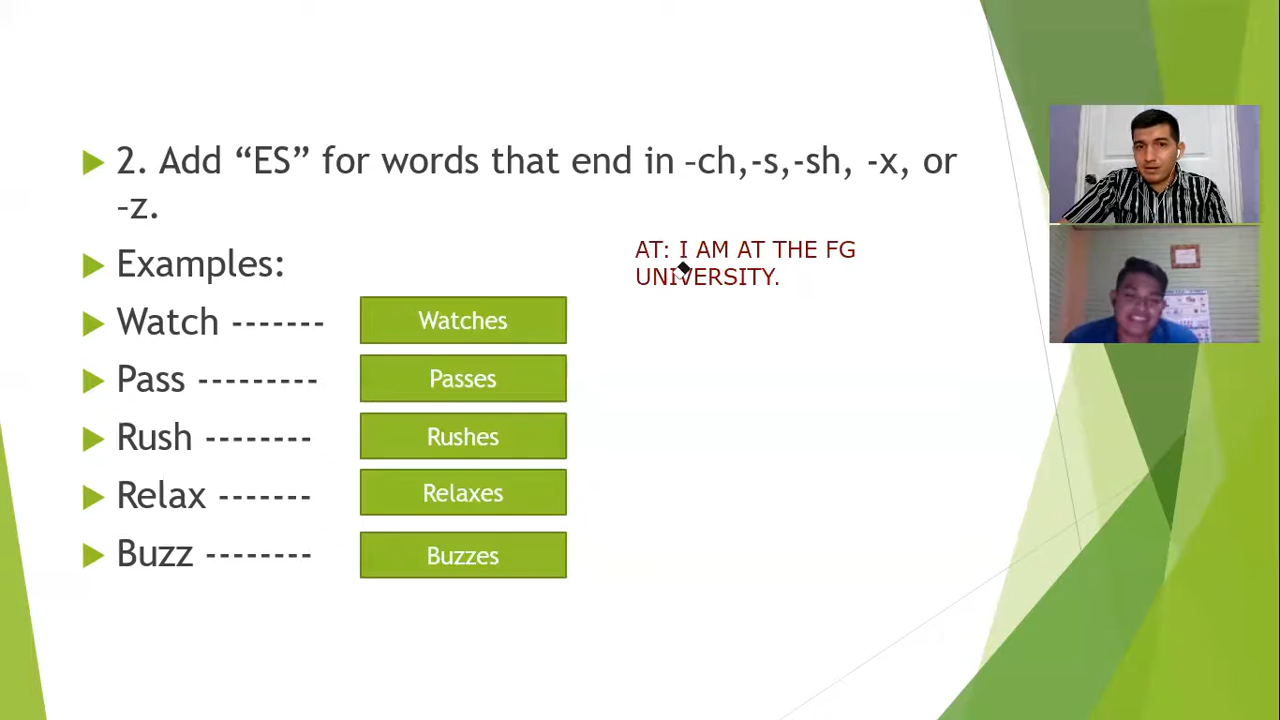 2. Add “ES” for words that end in –ch,-s,-sh, -x, or
–z.
Examples:
AT: I AM AT THE FG
UNIVERSITY.
Watch ------- Watches
Pass --------- Passes
Rush -------- Rushes
Relax ------- Relaxes
Buzz -------- Buzzes